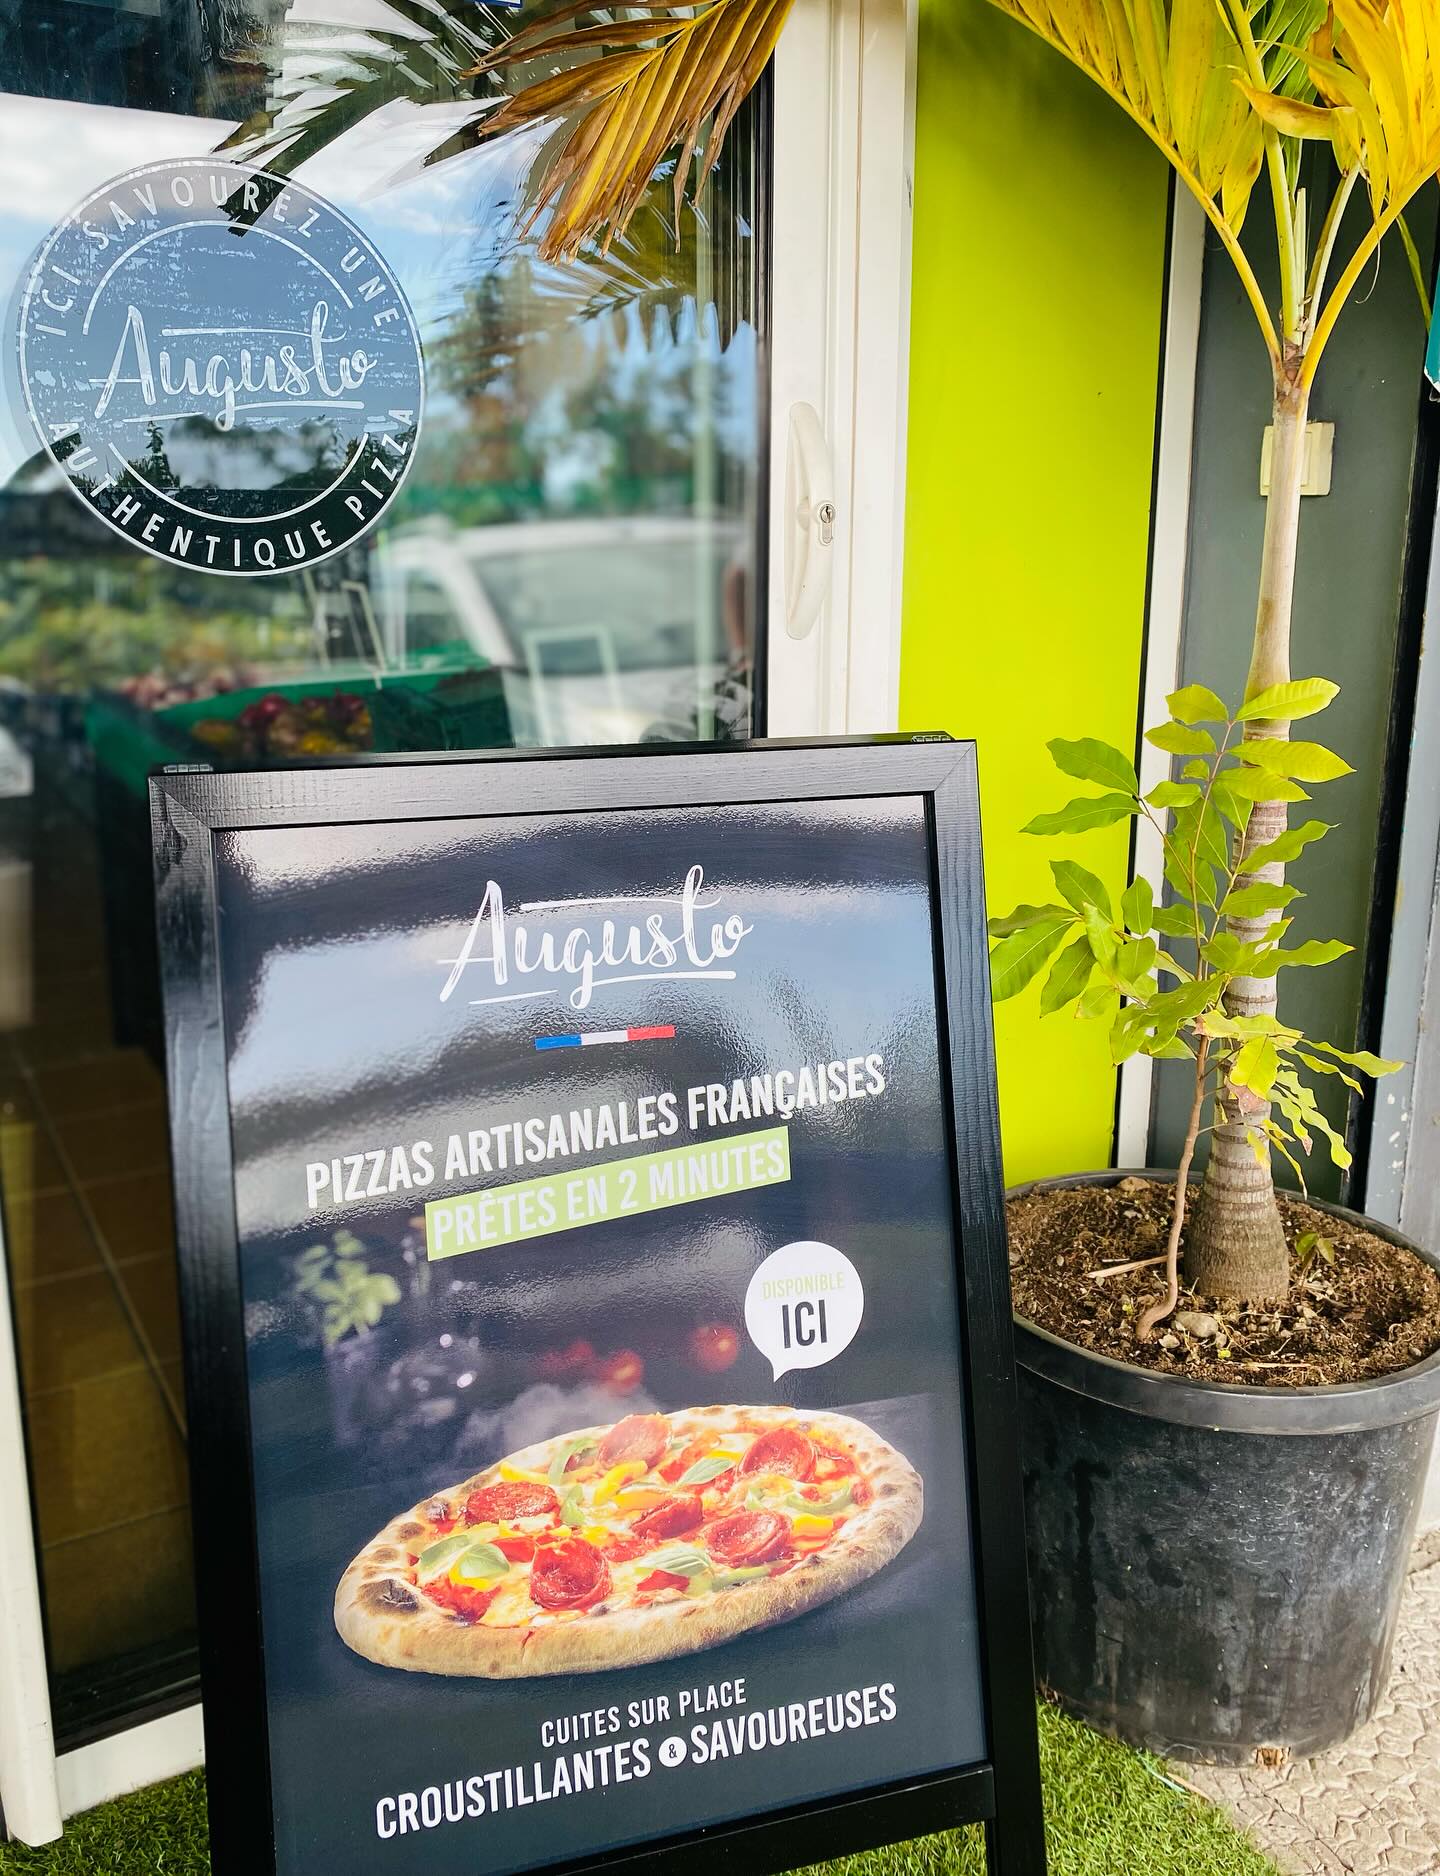 ICI SAVOUREZ UNE
Augusto
AUTHENTIQUE PIZZA
Augusto
PIZZAS ARTISANALES FRANÇAISES
PRÊTES EN 2 MINUTES
DISPONIBLE
ICI
CUITES SUR PLACE
CROUSTILLANTES & SAVOUREUSES